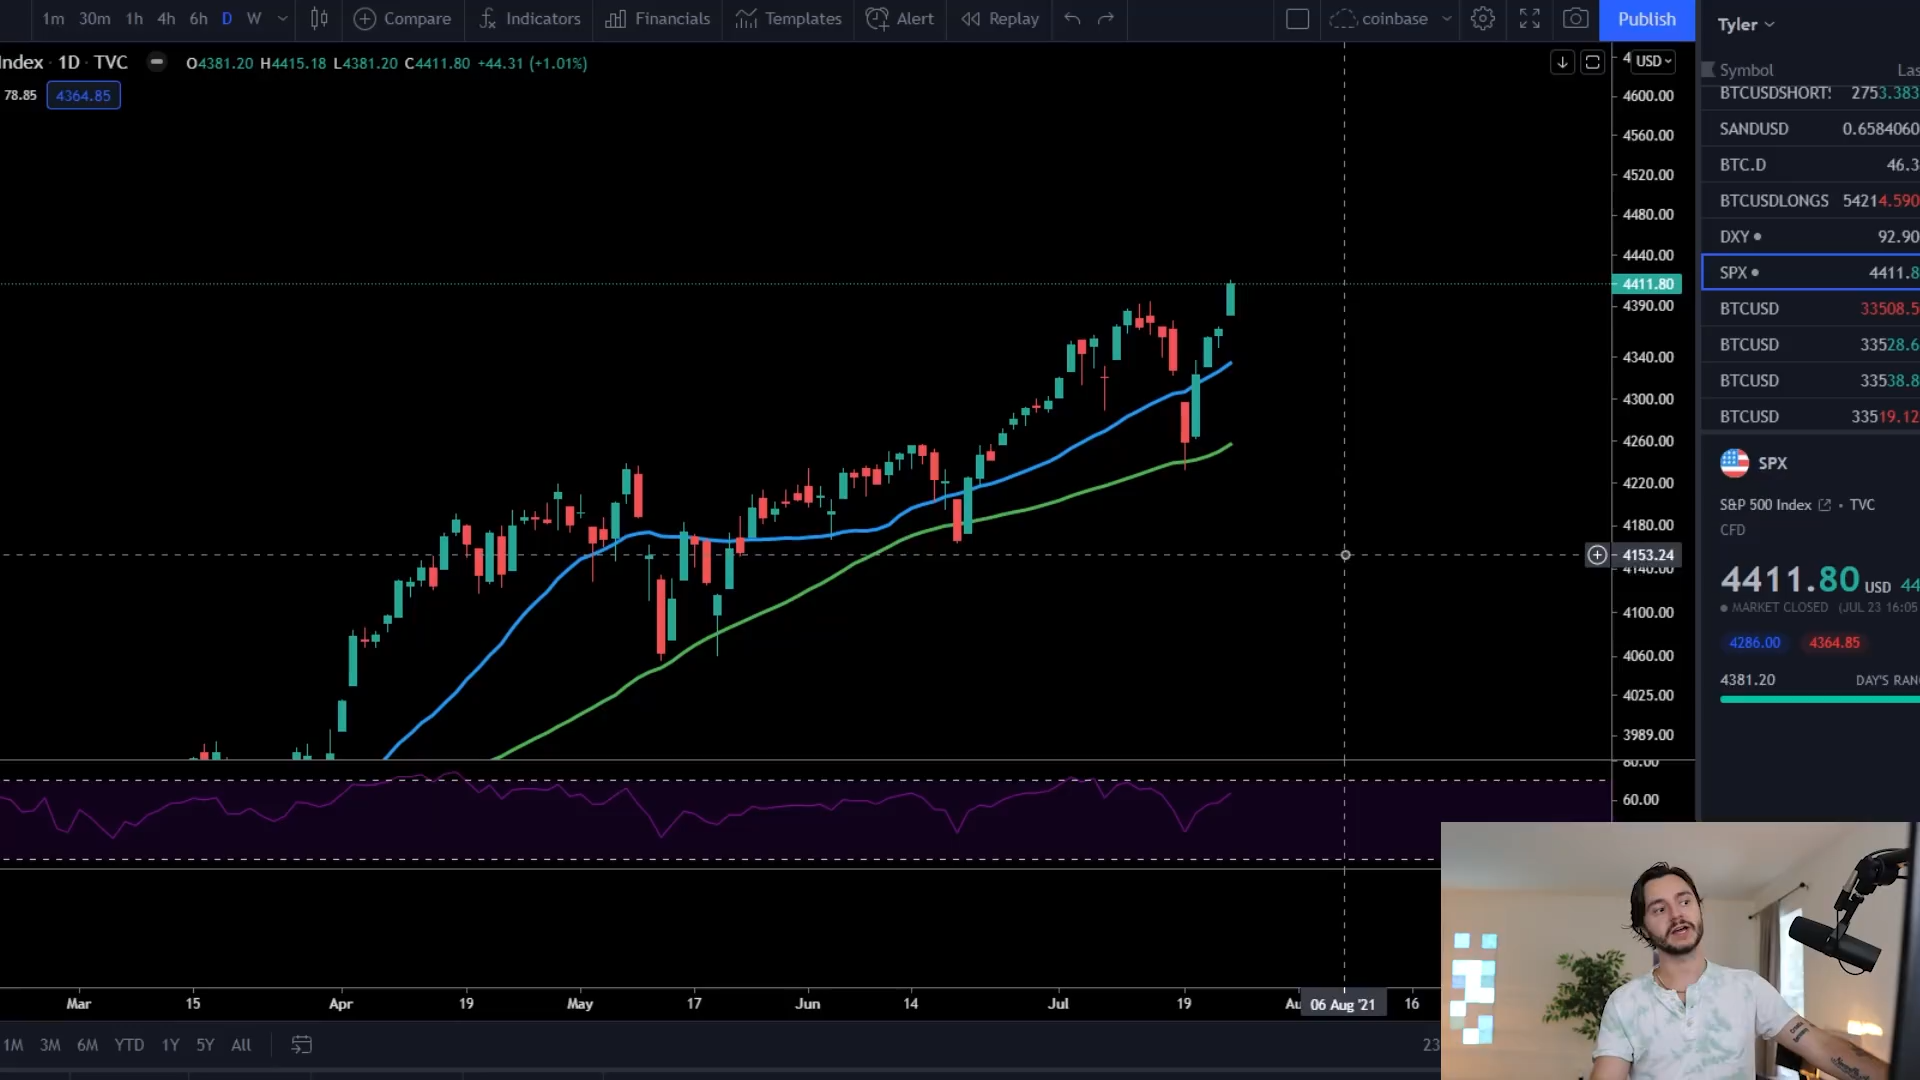 1m 30m 1h 4h 6h D W Compare Indicators Financials Templates Alert Replay coinbase Publish
Tyler
Index · 1D · TVC O4381.20 H4415.18 L4381.20 C4411.80 +44.31 (+1.01%)
78.85 4364.85
USD
4600.00
4560.00
4520.00
4480.00
4440.00
4411.80
4390.00
4340.00
4300.00
4260.00
4220.00
4180.00
4153.24
4140.00
4100.00
4060.00
4025.00
3989.00
80.00
60.00
Symbol Las
BTCUSDSHORT! 2753.383
SANDUSD 0.6584060
BTC.D 46.3
BTCUSDLONGS 54214.590
DXY 92.90
SPX 4411.8
BTCUSD 33508.5
BTCUSD 33528.6
BTCUSD 33538.8
BTCUSD 33519.12
SPX
S&P 500 Index · TVC
CFD
4411.80 USD 44
MARKET CLOSED (JUL 23 16:05
4286.00 4364.85
4381.20 DAY'S RAN
Mar 15 Apr 19 May 17 Jun 14 Jul 19 Au 06 Aug '21 16
1M 3M 6M YTD 1Y 5Y All 23